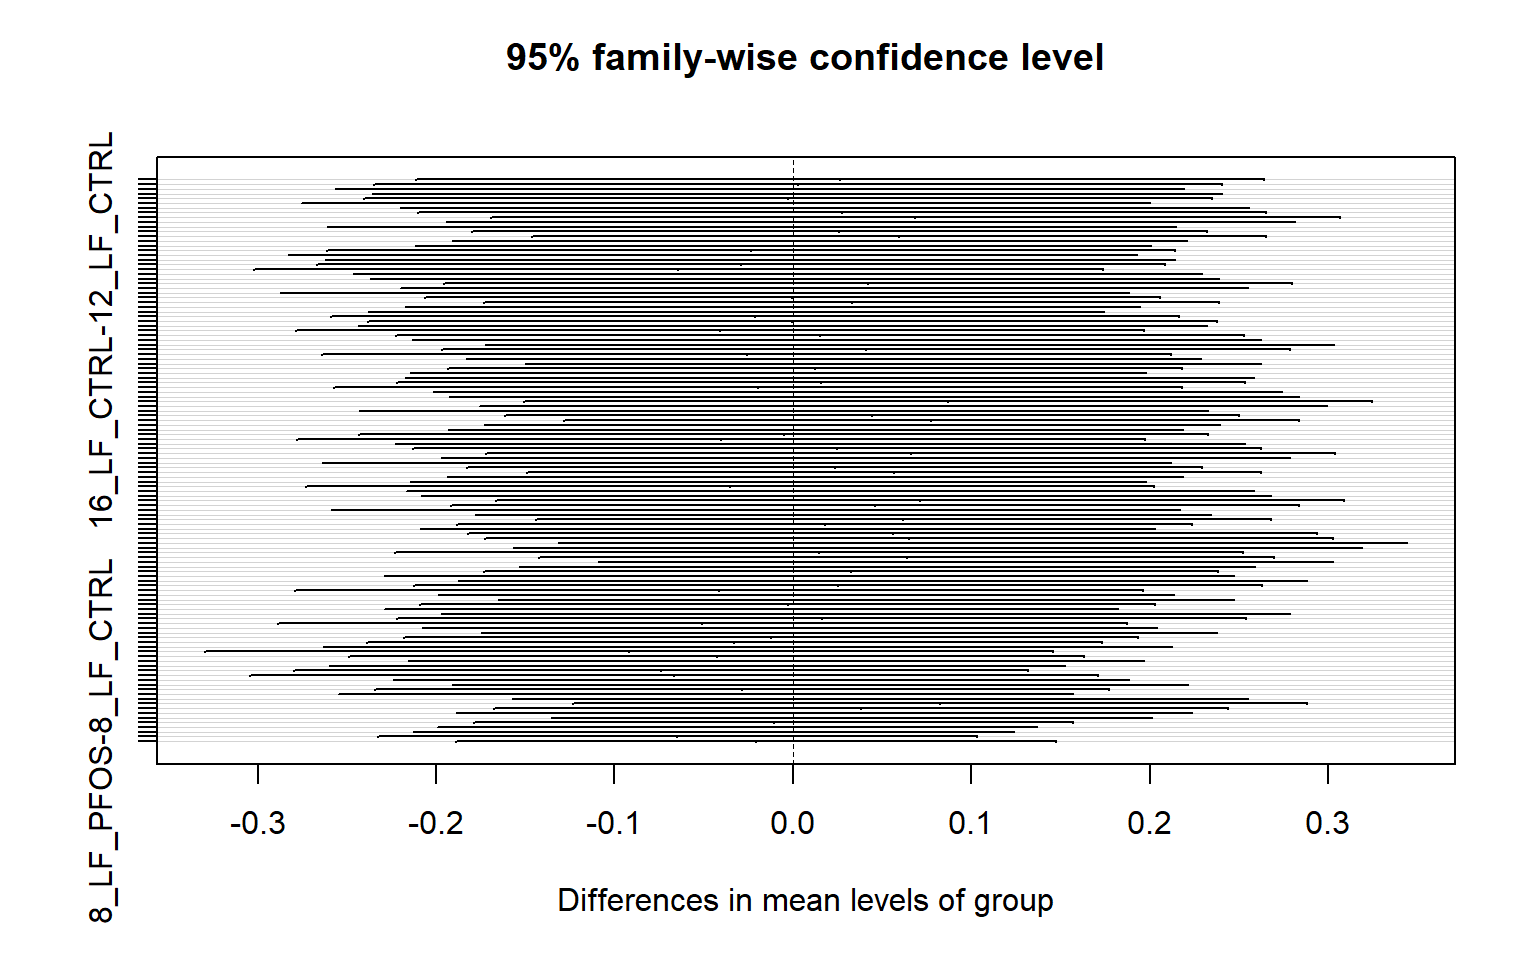 95% family-wise confidence level
16_LF_CTRL-12_LF_CTRL
8_LF_PFOS-8_LF_CTRL
-0.3 -0.2 -0.1 0.0 0.1 0.2 0.3
Differences in mean levels of group